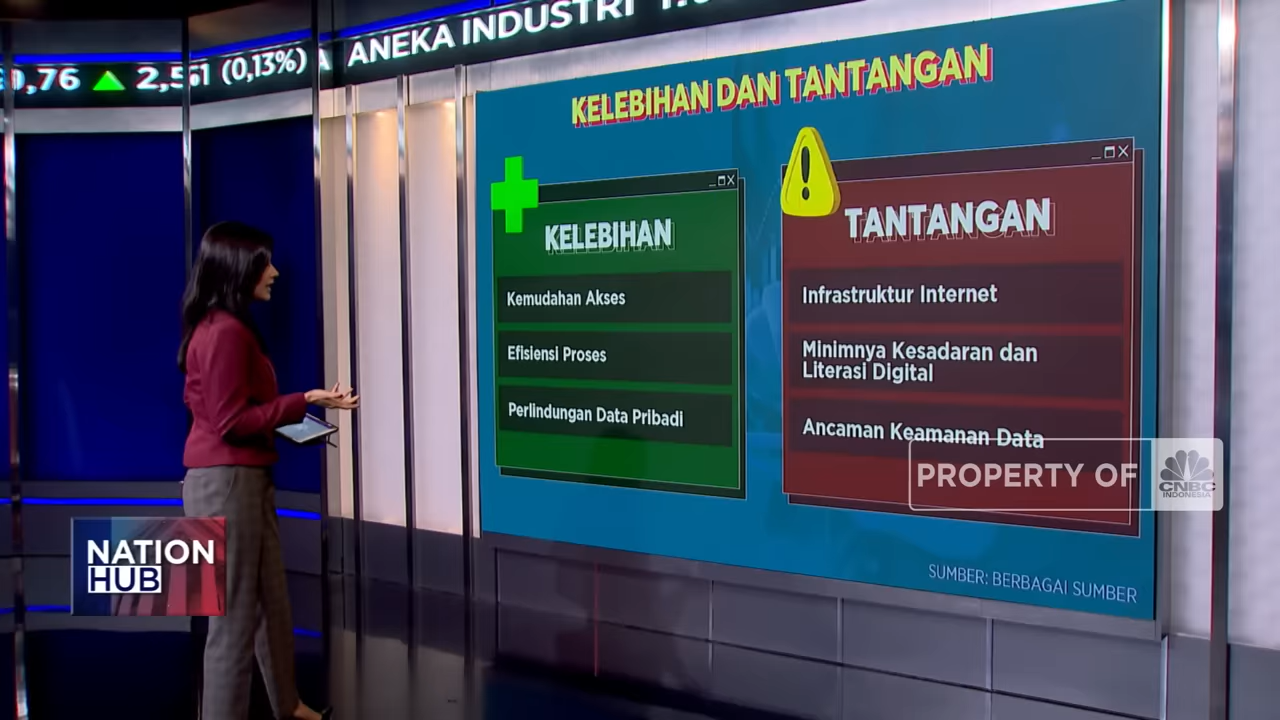 ANEKA INDUSTRI
2,561 (0,13%)
KELEBIHAN DAN TANTANGAN
KELEBIHAN
Kemudahan Akses
Efisiensi Proses
Perlindungan Data Pribadi
TANTANGAN
Infrastruktur Internet
Minimnya Kesadaran dan
Literasi Digital
Ancaman Keamanan Data
PROPERTY OF
CNBC
INDONESIA
NATION
HUB
SUMBER: BERBAGAI SUMBER